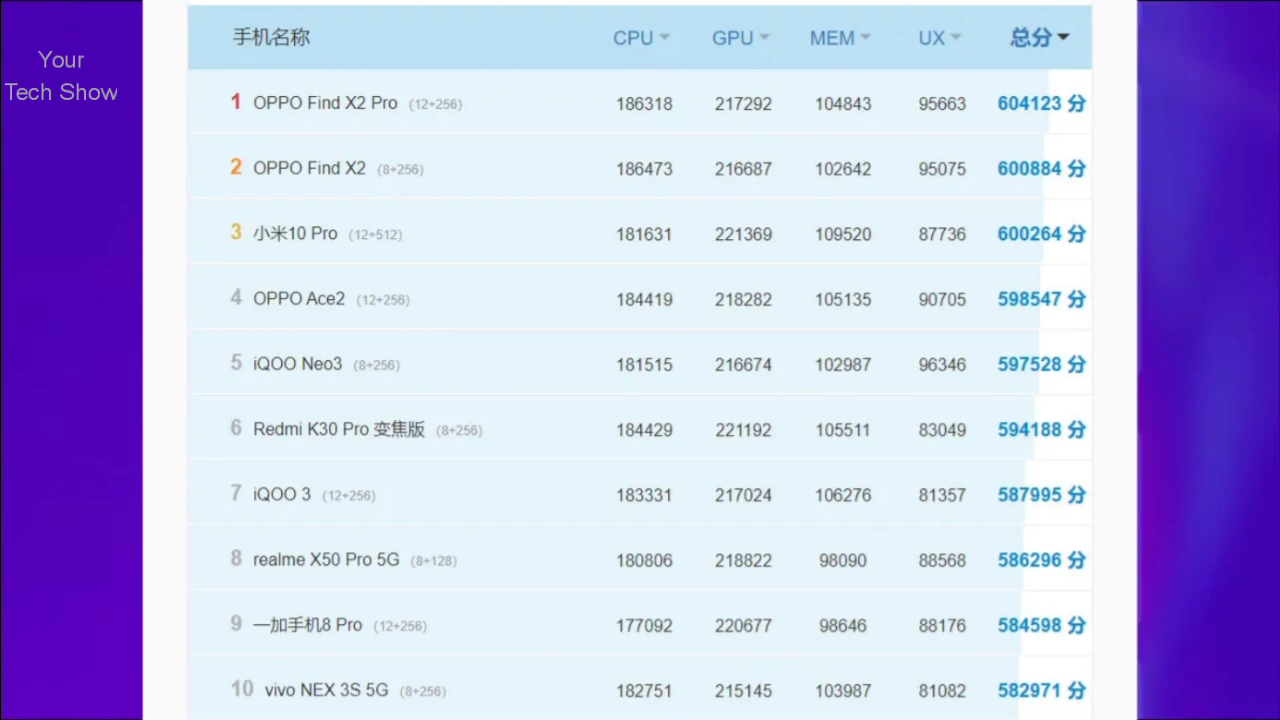 Your
Tech Show
手机名称 CPU GPU MEM UX 总分
1 OPPO Find X2 Pro (12+256) 186318 217292 104843 95663 604123 分
2 OPPO Find X2 (8+256) 186473 216687 102642 95075 600884 分
3 小米10 Pro (12+512) 181631 221369 109520 87736 600264 分
4 OPPO Ace2 (12+256) 184419 218282 105135 90705 598547 分
5 iQOO Neo3 (8+256) 181515 216674 102987 96346 597528 分
6 Redmi K30 Pro 变焦版 (8+256) 184429 221192 105511 83049 594188 分
7 iQOO 3 (12+256) 183331 217024 106276 81357 587995 分
8 realme X50 Pro 5G (8+128) 180806 218822 98090 88568 586296 分
9 一加手机8 Pro (12+256) 177092 220677 98646 88176 584598 分
10 vivo NEX 3S 5G (8+256) 182751 215145 103987 81082 582971 分